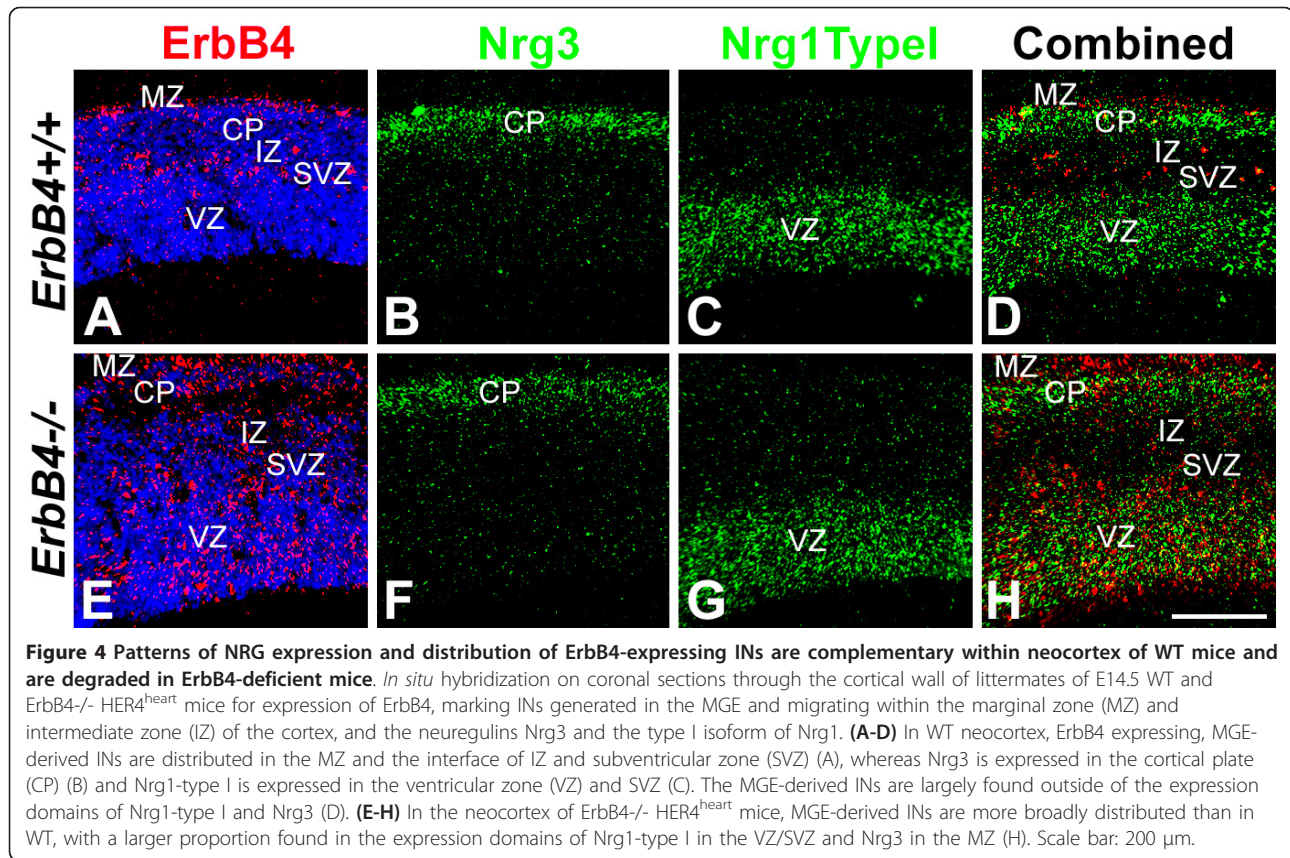 ErbB4 Nrg3 Nrg1TypeI Combined
ErbB4+/+
MZ CP IZ SVZ VZ A
CP B
VZ C
MZ CP IZ SVZ VZ D
ErbB4-/-
MZ CP IZ SVZ VZ E
CP F
VZ G
MZ CP IZ SVZ VZ H
Figure 4 Patterns of NRG expression and distribution of ErbB4-expressing INs are complementary within neocortex of WT mice and
are degraded in ErbB4-deficient mice. In situ hybridization on coronal sections through the cortical wall of littermates of E14.5 WT and
ErbB4-/- HER4heart mice for expression of ErbB4, marking INs generated in the MGE and migrating within the marginal zone (MZ) and
intermediate zone (IZ) of the cortex, and the neuregulins Nrg3 and the type I isoform of Nrg1. (A-D) In WT neocortex, ErbB4 expressing, MGE-
derived INs are distributed in the MZ and the interface of IZ and subventricular zone (SVZ) (A), whereas Nrg3 is expressed in the cortical plate
(CP) (B) and Nrg1-type I is expressed in the ventricular zone (VZ) and SVZ (C). The MGE-derived INs are largely found outside of the expression
domains of Nrg1-type I and Nrg3 (D). (E-H) In the neocortex of ErbB4-/- HER4heart mice, MGE-derived INs are more broadly distributed than in
WT, with a larger proportion found in the expression domains of Nrg1-type I in the VZ/SVZ and Nrg3 in the MZ (H). Scale bar: 200 μm.